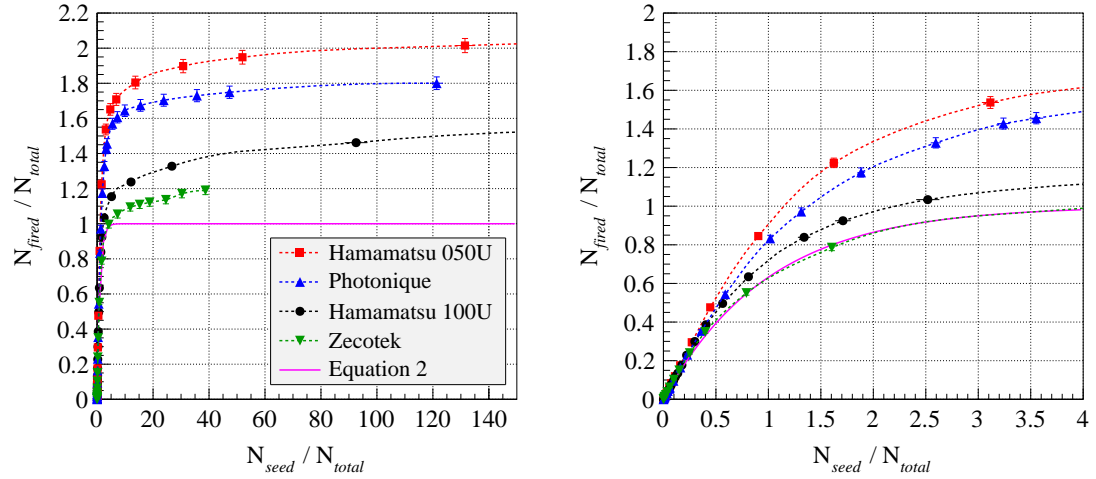 N_fired / N_total
2.2
2
1.8
1.6
1.4
1.2
1
0.8
0.6
0.4
0.2
0
0 20 40 60 80 100 120 140
N_seed / N_total
Hamamatsu 050U
Photonique
Hamamatsu 100U
Zecotek
Equation 2
N_fired / N_total
2
1.8
1.6
1.4
1.2
1
0.8
0.6
0.4
0.2
0
0 0.5 1 1.5 2 2.5 3 3.5 4
N_seed / N_total